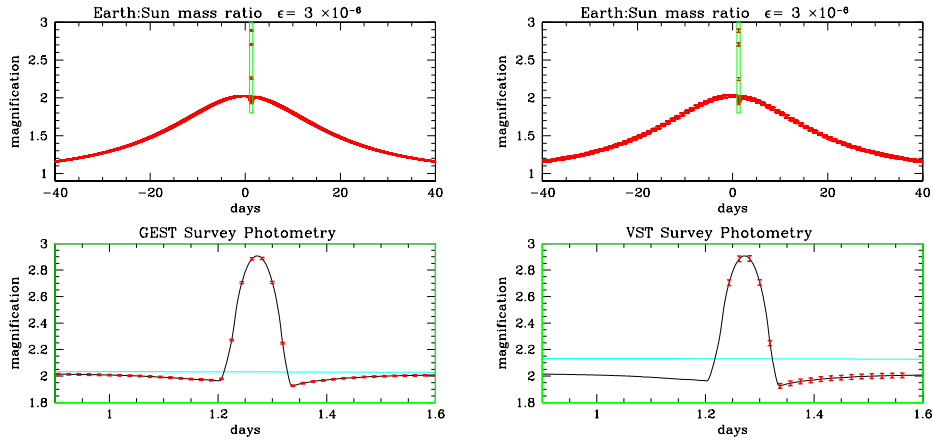 Earth:Sun mass ratio ϵ= 3 ×10⁻⁶
magnification
3
2.5
2
1.5
1
−40 −20 0 20 40
days
Earth:Sun mass ratio ϵ= 3 ×10⁻⁶
magnification
3
2.5
2
1.5
1
−40 −20 0 20 40
days
GEST Survey Photometry
magnification
3
2.8
2.6
2.4
2.2
2
1.8
1 1.2 1.4 1.6
days
VST Survey Photometry
magnification
3
2.8
2.6
2.4
2.2
2
1.8
1 1.2 1.4 1.6
days